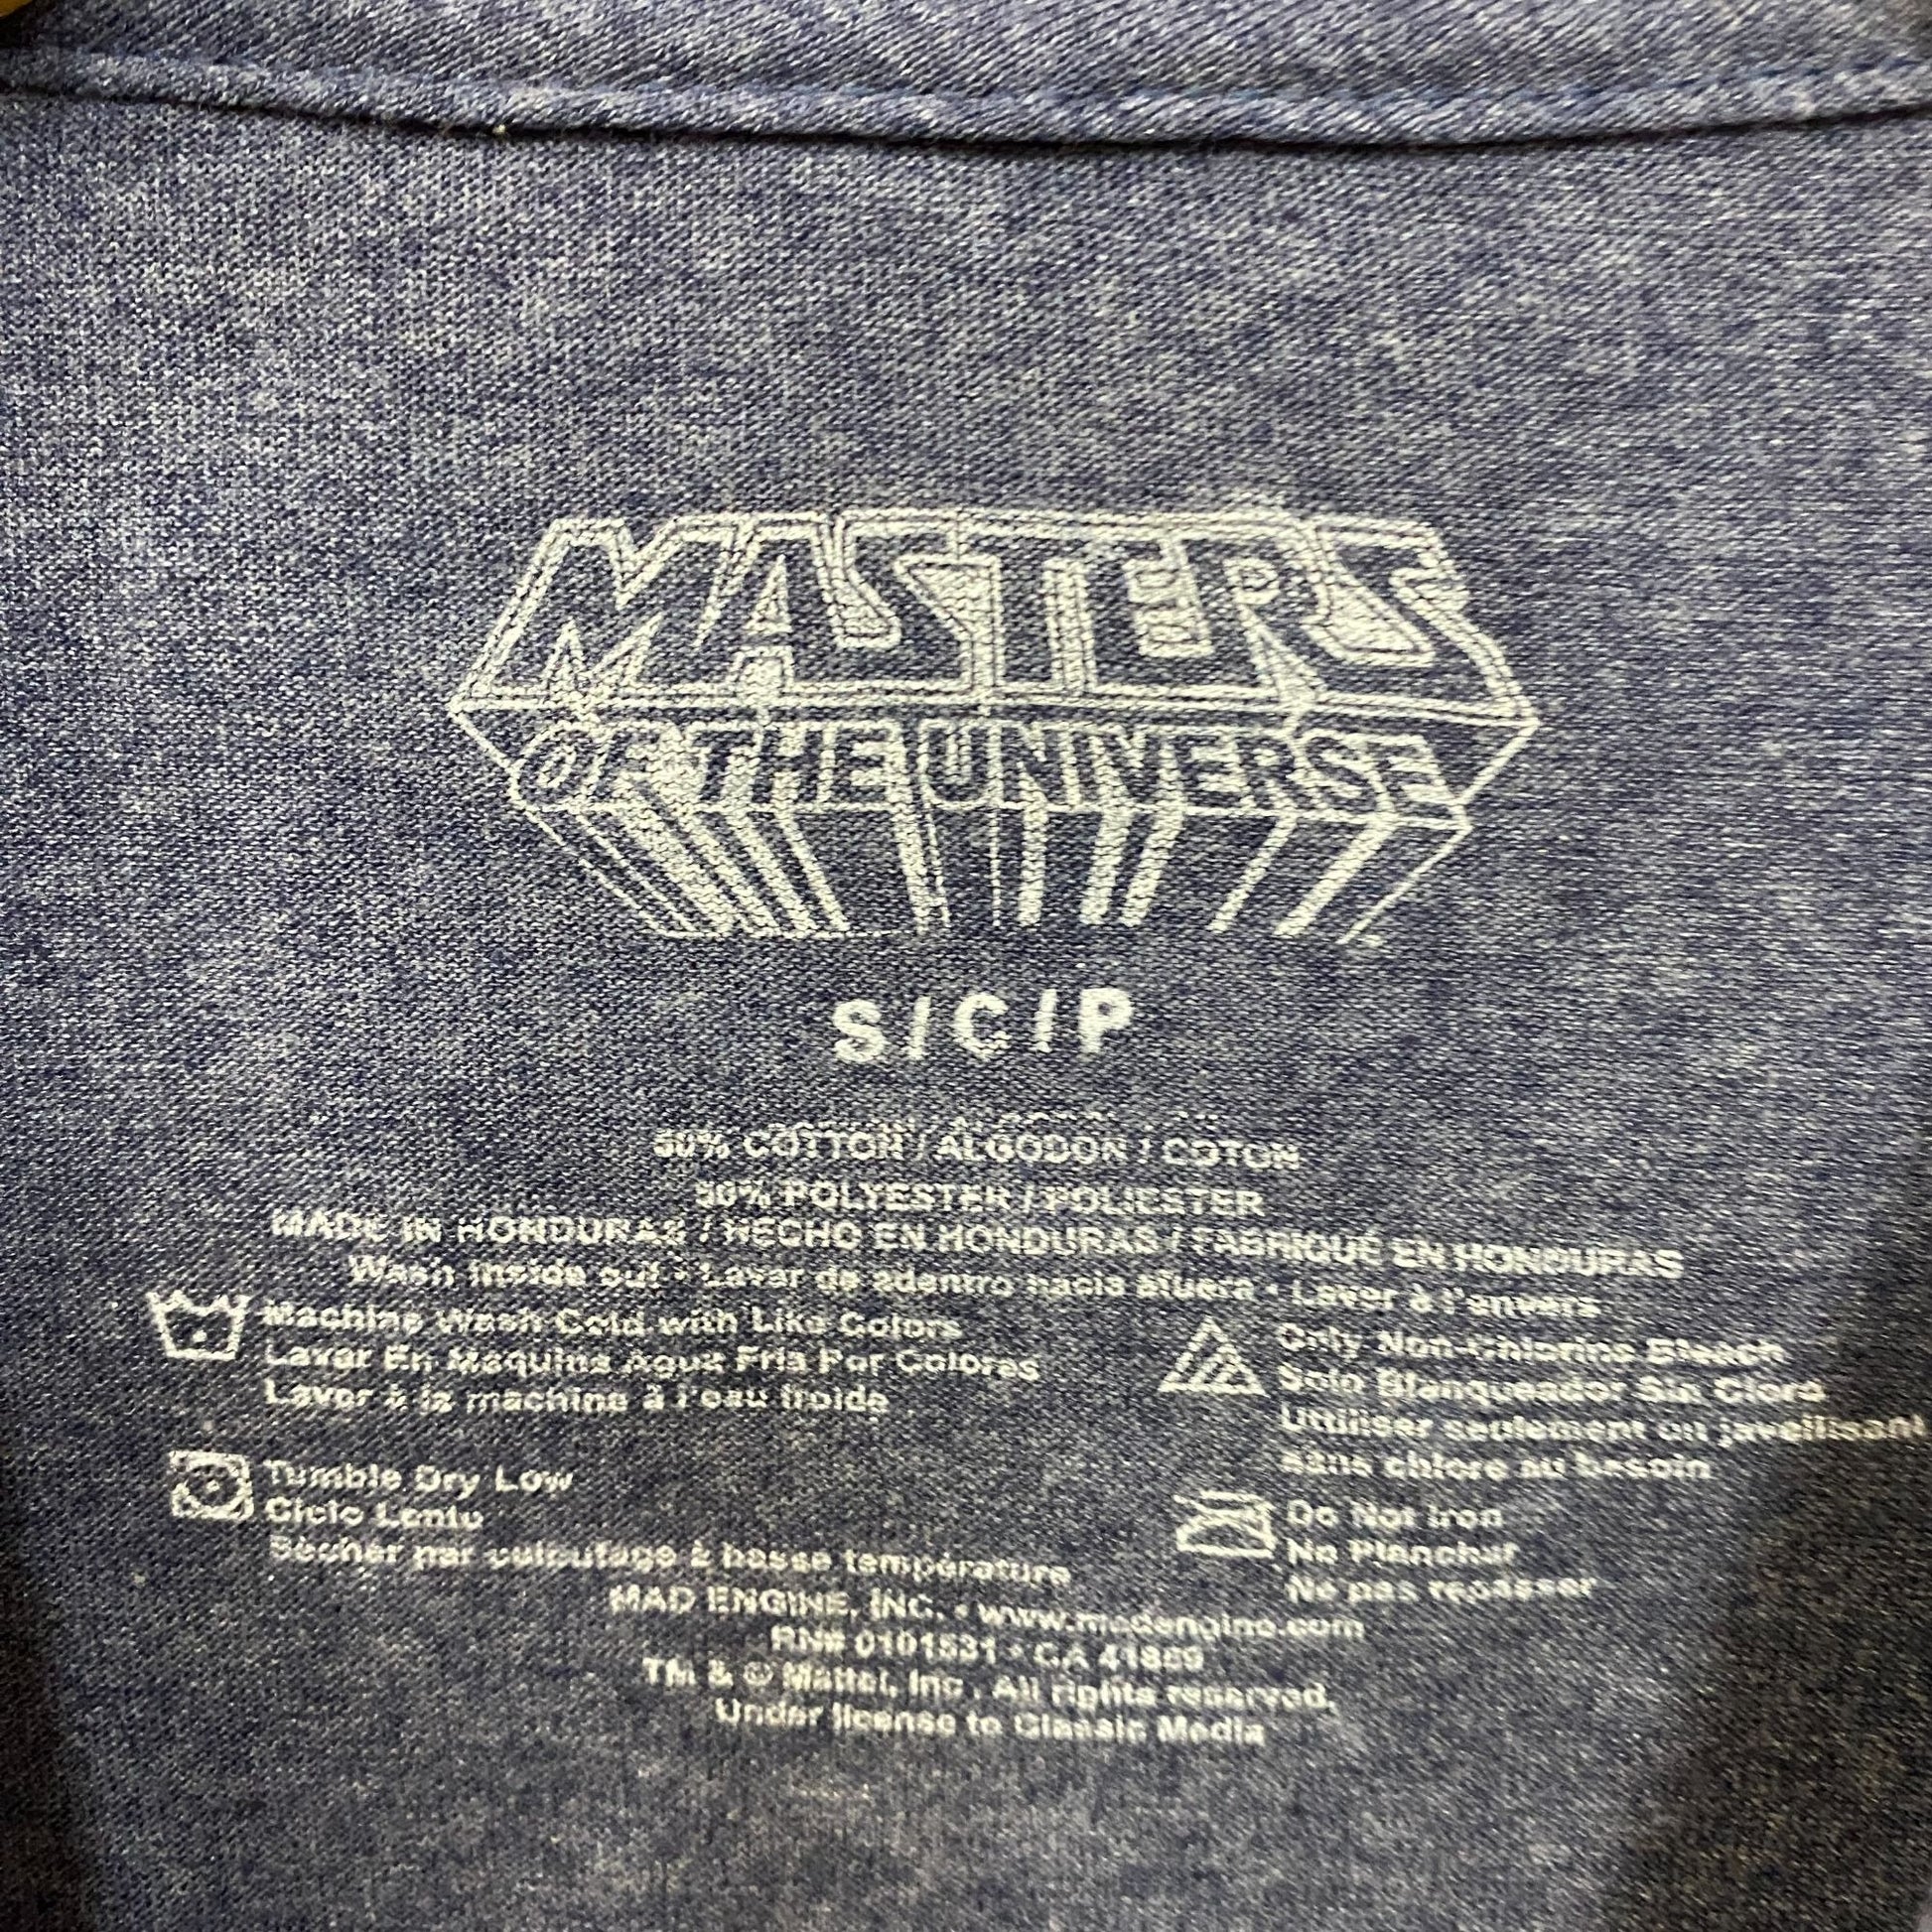 MASTERS
OF THE UNIVERSE
S / C / P
50% COTTON / ALGODON / COTON
50% POLYESTER / POLIESTER
MADE IN HONDURAS / HECHO EN HONDURAS / FABRIQUÉ EN HONDURAS
Wash inside out • Lavar de adentro hacia afuera • Laver à l'anvers
Machine Wash Cold with Like Colors
Lavar En Maquina Agua Fria Por Colores
Laver à la machine à l'eau froide
Only Non-Chlorine Bleach
Solo Blanqueador Sin Cloro
Utiliser seulement un javellisant
sans chlore au besoin
Tumble Dry Low
Ciclo Lento
Sècher par culbufage à basse température
Do Not Iron
No Planchar
Ne pas repasser
MAD ENGINE, INC. • www.madengine.com
RN# 0101531 • CA 41869
TM & © Mattel, Inc. All rights reserved.
Under license to Classic Media